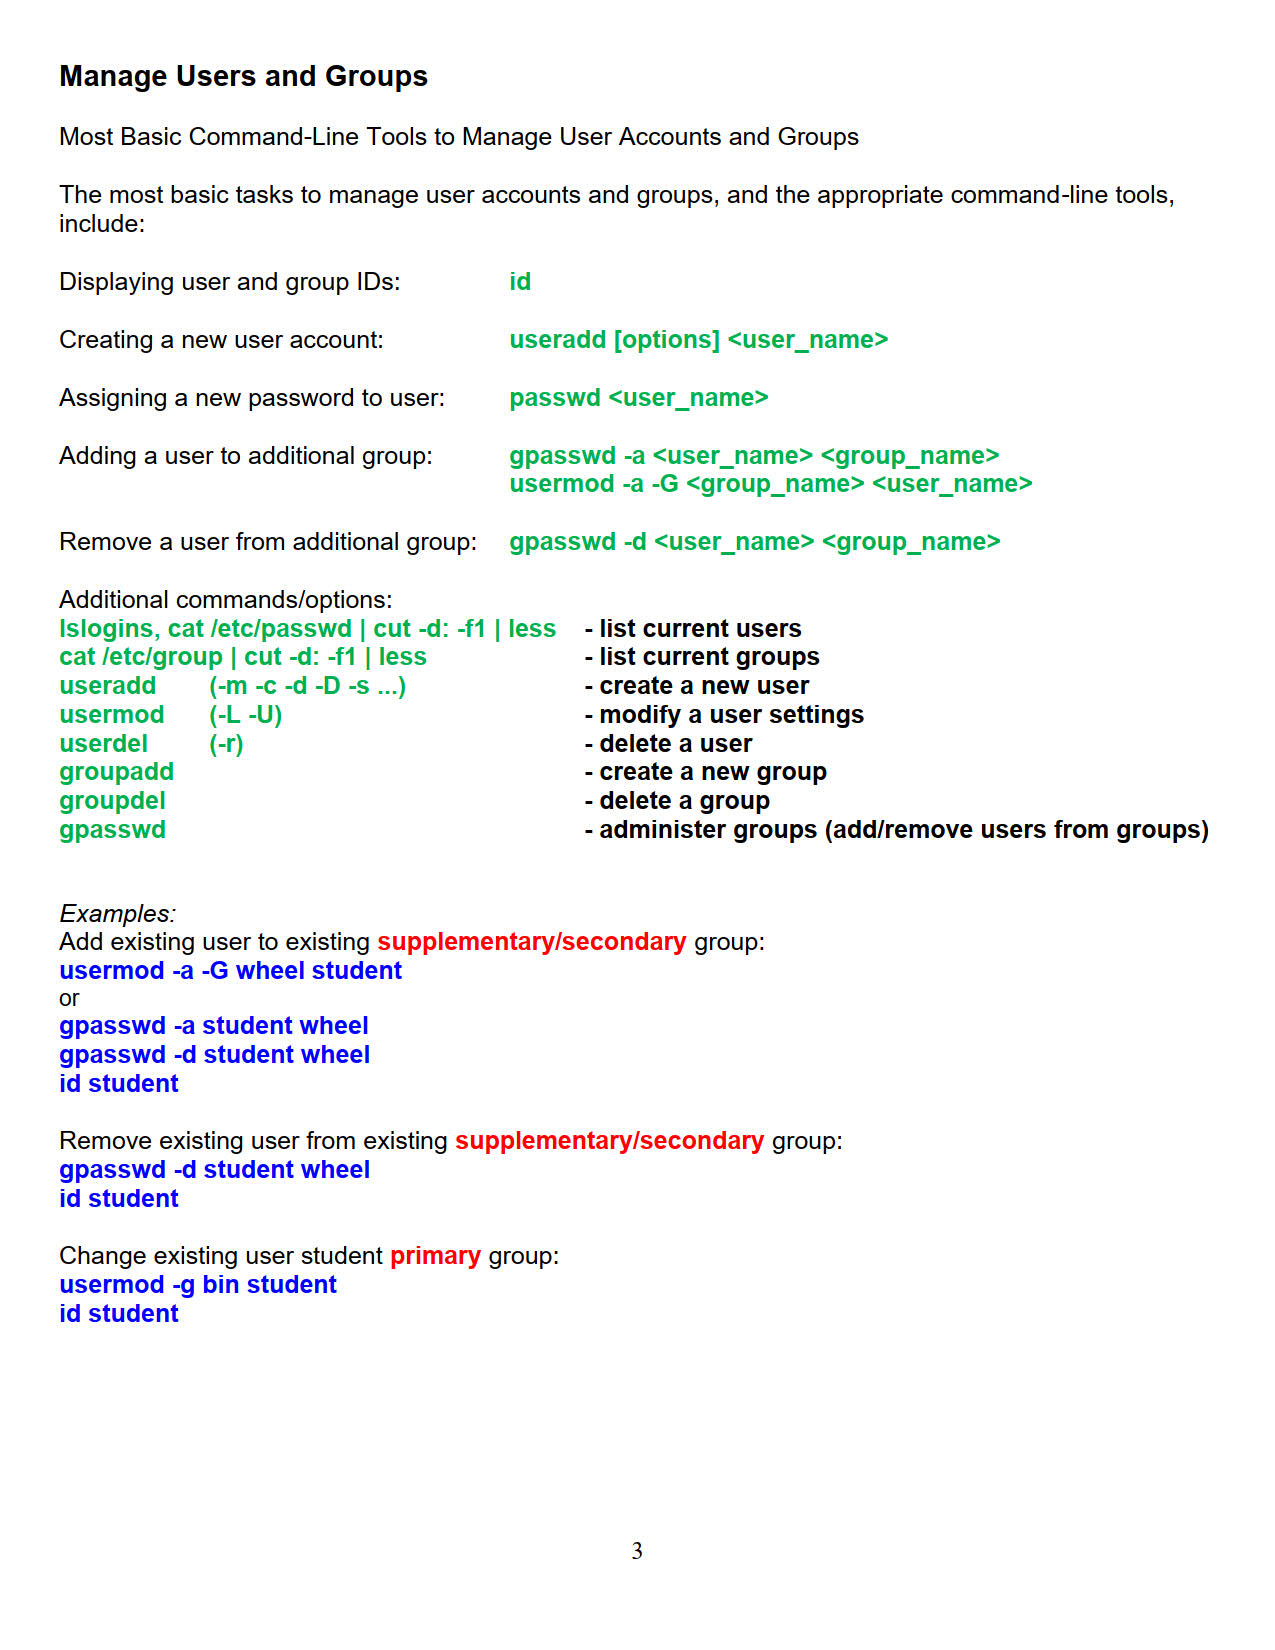 Manage Users and Groups
Most Basic Command-Line Tools to Manage User Accounts and Groups
The most basic tasks to manage user accounts and groups, and the appropriate command-line tools,
include:
Displaying user and group IDs: id
Creating a new user account: useradd [options] <user_name>
Assigning a new password to user: passwd <user_name>
Adding a user to additional group: gpasswd -a <user_name> <group_name>
usermod -a -G <group_name> <user_name>
Remove a user from additional group: gpasswd -d <user_name> <group_name>
Additional commands/options:
lslogins, cat /etc/passwd | cut -d: -f1 | less - list current users
cat /etc/group | cut -d: -f1 | less - list current groups
useradd (-m -c -d -D -s ...) - create a new user
usermod (-L -U) - modify a user settings
userdel (-r) - delete a user
groupadd - create a new group
groupdel - delete a group
gpasswd - administer groups (add/remove users from groups)
Examples:
Add existing user to existing supplementary/secondary group:
usermod -a -G wheel student
or
gpasswd -a student wheel
gpasswd -d student wheel
id student
Remove existing user from existing supplementary/secondary group:
gpasswd -d student wheel
id student
Change existing user student primary group:
usermod -g bin student
id student
3